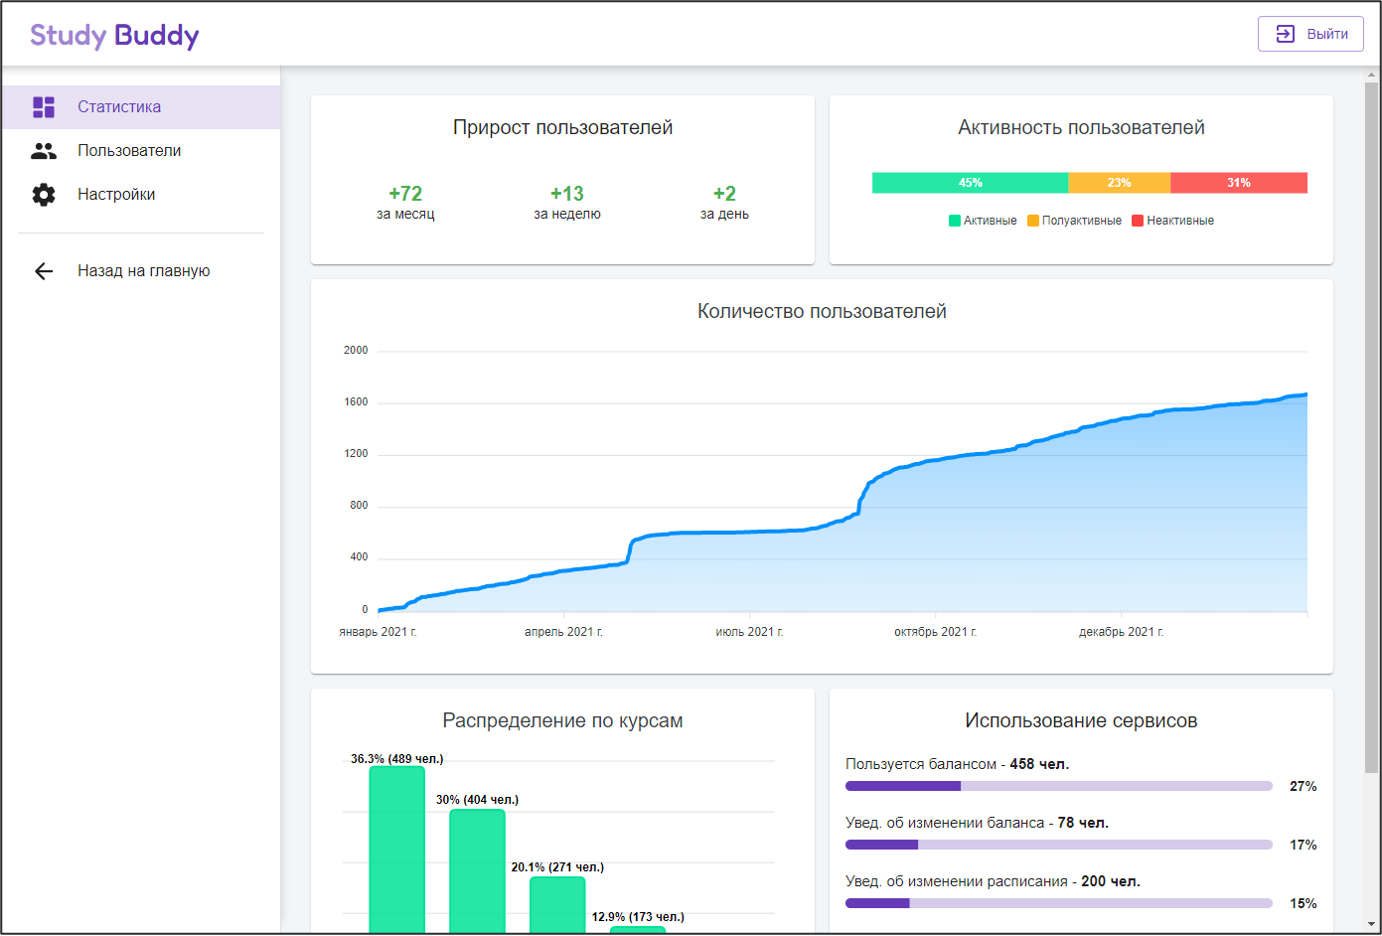 Study Buddy
Выйти
Статистика
Пользователи
Настройки
Назад на главную
Прирост пользователей
+72
за месяц
+13
за неделю
+2
за день
Активность пользователей
45%
23%
31%
Активные
Полуактивные
Неактивные
Количество пользователей
2000
1600
1200
800
400
0
январь 2021 г.
апрель 2021 г.
июль 2021 г.
октябрь 2021 г.
декабрь 2021 г.
Распределение по курсам
36.3% (489 чел.)
30% (404 чел.)
20.1% (271 чел.)
12.9% (173 чел.)
Использование сервисов
Пользуется балансом - 458 чел.
27%
Увед. об изменении баланса - 78 чел.
17%
Увед. об изменении расписания - 200 чел.
15%